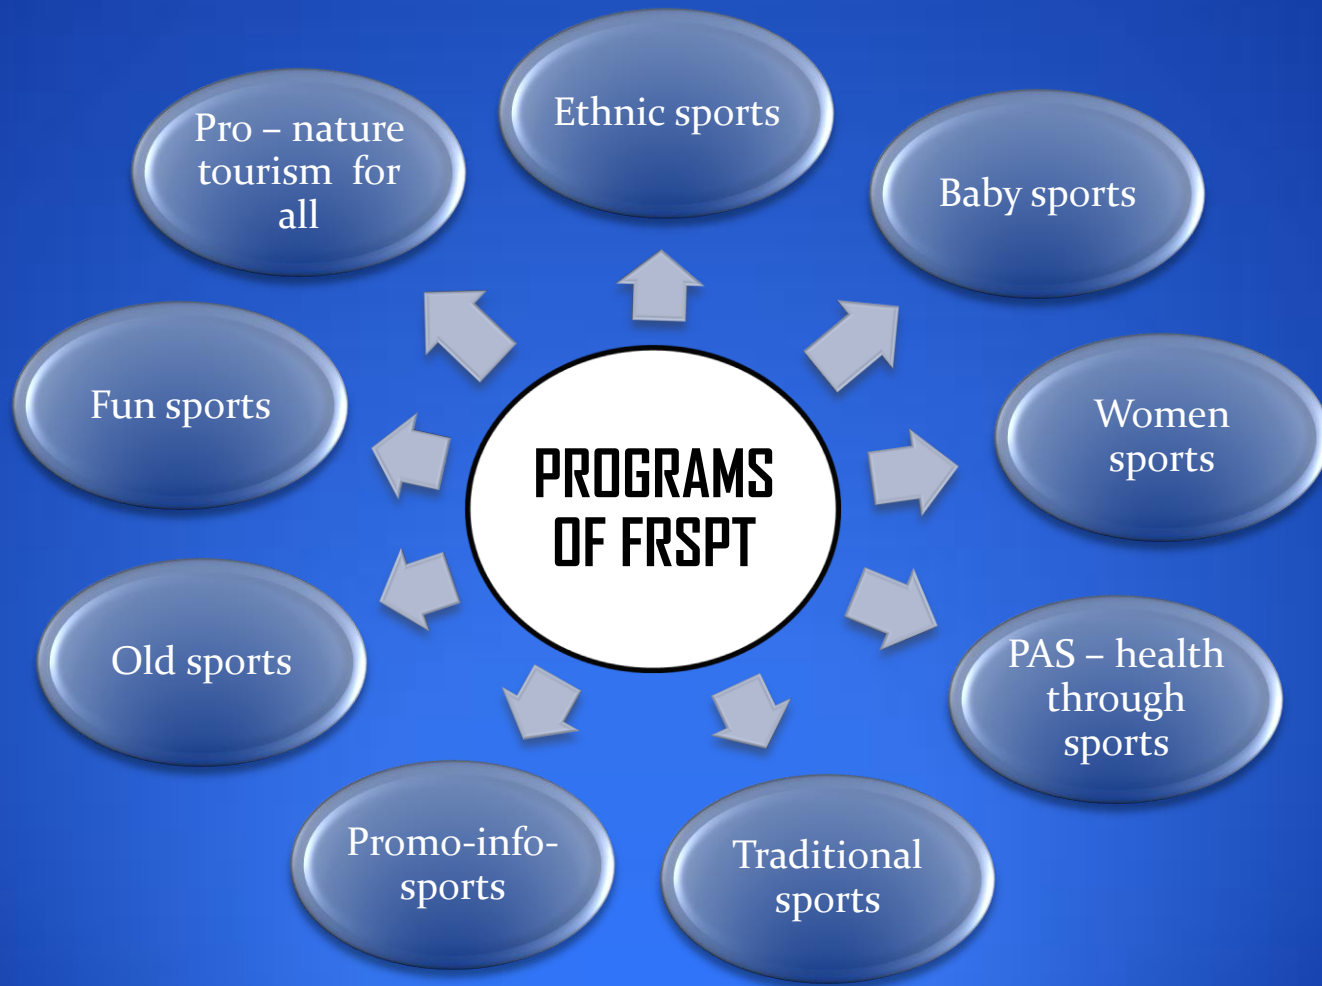 Ethnic sports
Baby sports
Women
sports
PAS – health
through
sports
Traditional
sports
Promo-info-
sports
Old sports
Fun sports
Pro – nature
tourism for
all
PROGRAMS
OF FRSPT